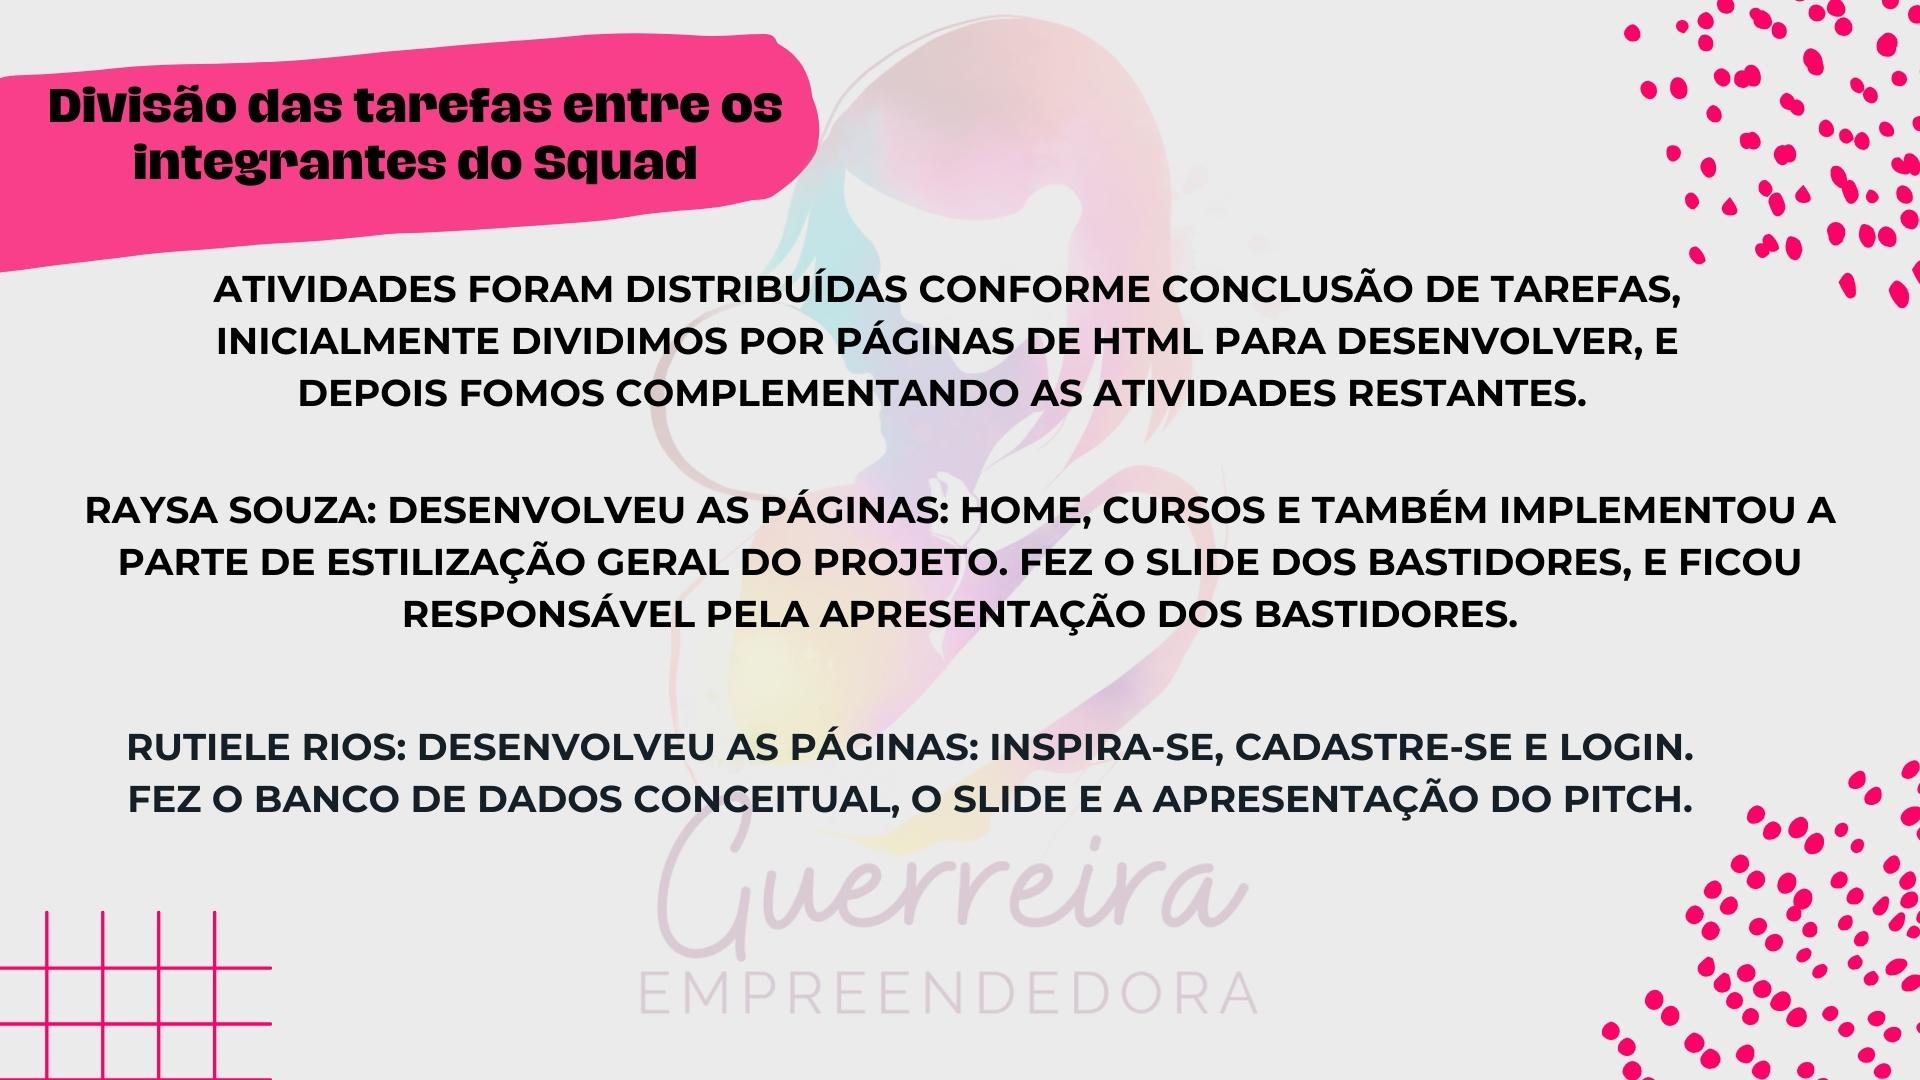 Divisão das tarefas entre os
integrantes do Squad
ATIVIDADES FORAM DISTRIBUÍDAS CONFORME CONCLUSÃO DE TAREFAS,
INICIALMENTE DIVIDIMOS POR PÁGINAS DE HTML PARA DESENVOLVER, E
DEPOIS FOMOS COMPLEMENTANDO AS ATIVIDADES RESTANTES.
RAYSA SOUZA: DESENVOLVEU AS PÁGINAS: HOME, CURSOS E TAMBÉM IMPLEMENTOU A
PARTE DE ESTILIZAÇÃO GERAL DO PROJETO. FEZ O SLIDE DOS BASTIDORES, E FICOU
RESPONSÁVEL PELA APRESENTAÇÃO DOS BASTIDORES.
RUTIELE RIOS: DESENVOLVEU AS PÁGINAS: INSPIRA-SE, CADASTRE-SE E LOGIN.
FEZ O BANCO DE DADOS CONCEITUAL, O SLIDE E A APRESENTAÇÃO DO PITCH.
Guerreira
EMPREENDEDORA